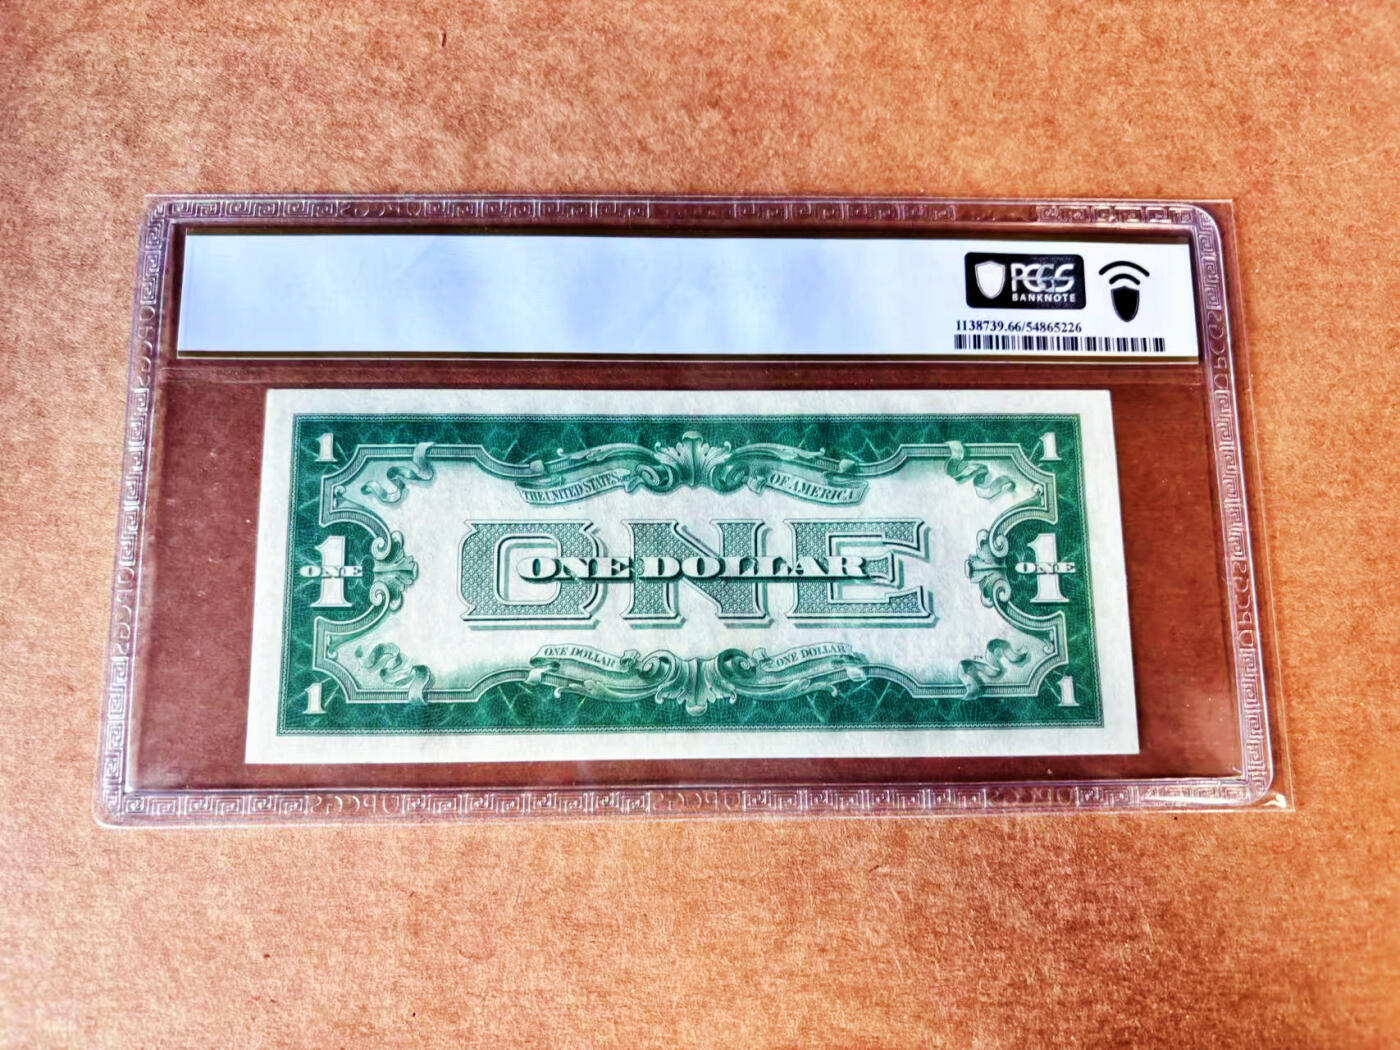 PCGS
BANKNOTE
1138739.66/54865226
1 1
THE UNITED STATES OF AMERICA
ONE
ONE DOLLAR
1 ONE 1 ONE
ONE DOLLAR ONE DOLLAR
1 1